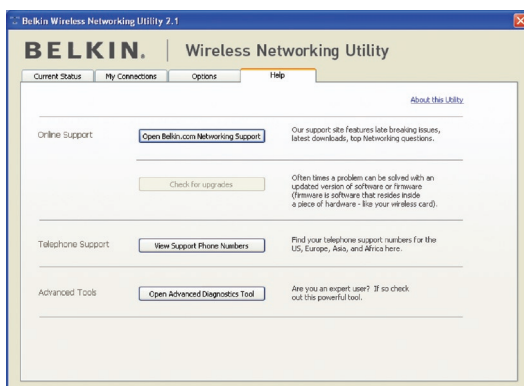 Belkin Wireless Networking Utility 2.1
BELKIN. | Wireless Networking Utility
Current Status My Connections Options Help
About this Utility
Online Support
Open Belkin.com Networking Support
Our support site features late breaking issues,
latest downloads, top Networking questions.
Check for upgrades
Often times a problem can be solved with an
updated version of software or firmware
(firmware is software that resides inside
a piece of hardware - like your wireless card).
Telephone Support
View Support Phone Numbers
Find your telephone support numbers for the
US, Europe, Asia, and Africa here.
Advanced Tools
Open Advanced Diagnostics Tool
Are you an expert user? If so check
out this powerful tool.